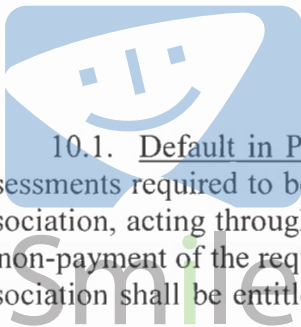 10.1. Default in P
sessments required to be
sociation, acting through
non-payment of the req
sociation shall be entitl
Smile